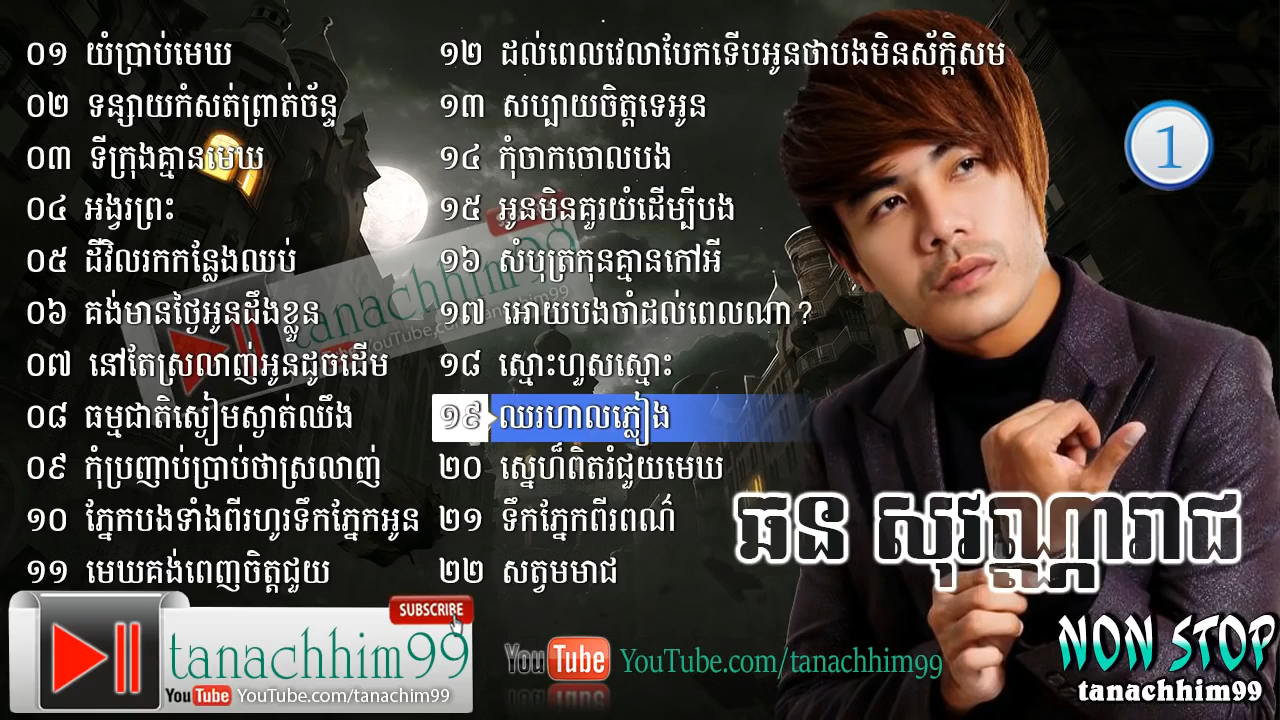 ០១ យំប្រាប់មេឃ
០២ ទន្សាយកំសត់ព្រាត់ច័ន្ទ
០៣ ទីក្រុងគ្មានមេឃ
០៤ អង្វរព្រះ
០៥ ដីវិលរកកន្លែងឈប់
០៦ គង់មានថ្ងៃអូនដឹងខ្លួន
០៧ នៅតែស្រលាញ់អូនដូចដើម
០៨ ធម្មជាតិស្ងៀមស្ងាត់ឈឹង
០៩ កុំប្រញាប់ប្រាប់ថាស្រលាញ់
១០ ភ្នែកបងទាំងពីរហូរទឹកភ្នែកអូន
១១ មេឃគង់ពេញចិត្តជួយ
១២ ដល់ពេលវេលាបែកទើបអូនថាបងមិនស័ក្តិសម
១៣ សប្បាយចិត្តទេអូន
១៤ កុំចាកចោលបង
១៥ អូនមិនគួរយំដើម្បីបង
១៦ សំបុត្រកុនគ្មានកៅអី
១៧ អោយបងចាំដល់ពេលណា?
១៨ ស្មោះហួសស្មោះ
១៩ ឈរហាលភ្លៀង
២០ ស្នេហ៍ពិតរំជួយមេឃ
២១ ទឹកភ្នែកពីរពណ៌
២២ សត្វមមាជ
1
ឆន សុវណ្ណារាជ
NON STOP
tanachhim99
SUBSCRIBE
tanachhim99
YouTube YouTube.com/tanachim99
YouTube YouTube.com/tanachhim99
tanachhim99
YouTube.com/tanachhim99